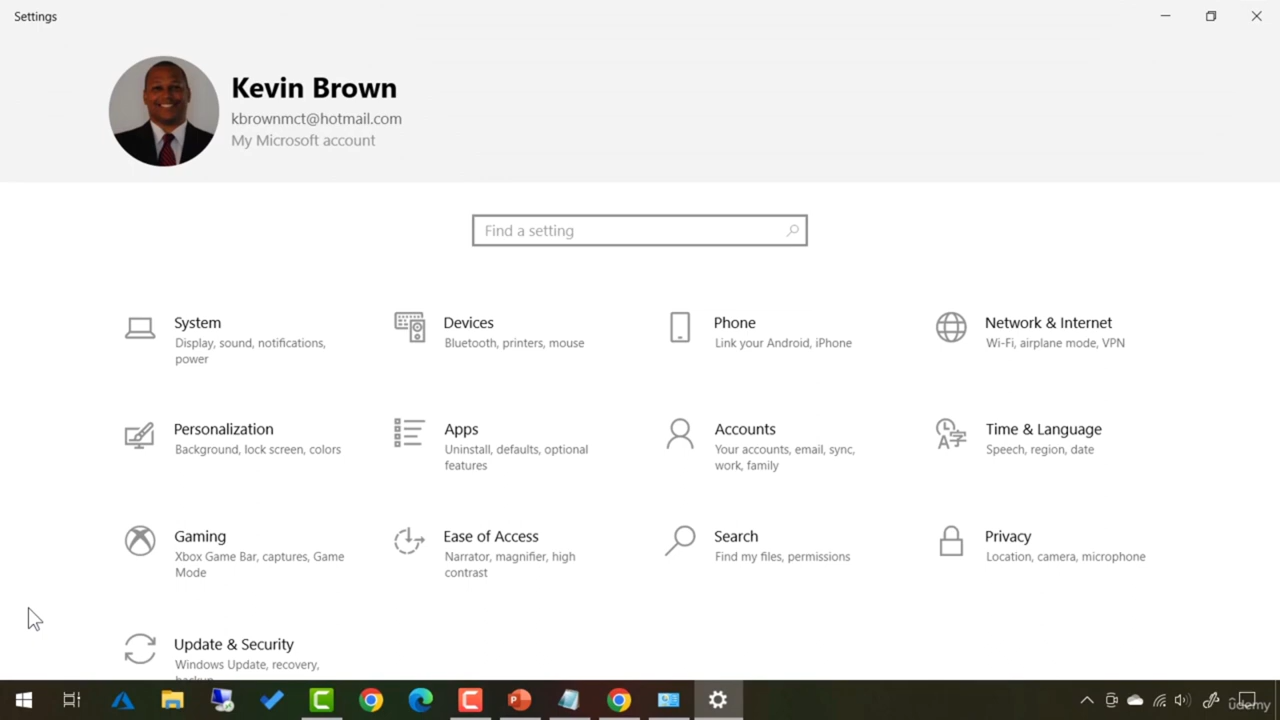 Settings
Kevin Brown
kbrownmct@hotmail.com
My Microsoft account
Find a setting
System
Display, sound, notifications,
power
Devices
Bluetooth, printers, mouse
Phone
Link your Android, iPhone
Network & Internet
Wi-Fi, airplane mode, VPN
Personalization
Background, lock screen, colors
Apps
Uninstall, defaults, optional
features
Accounts
Your accounts, email, sync,
work, family
Time & Language
Speech, region, date
Gaming
Xbox Game Bar, captures, Game
Mode
Ease of Access
Narrator, magnifier, high
contrast
Search
Find my files, permissions
Privacy
Location, camera, microphone
Update & Security
Windows Update, recovery,
backup
udemy